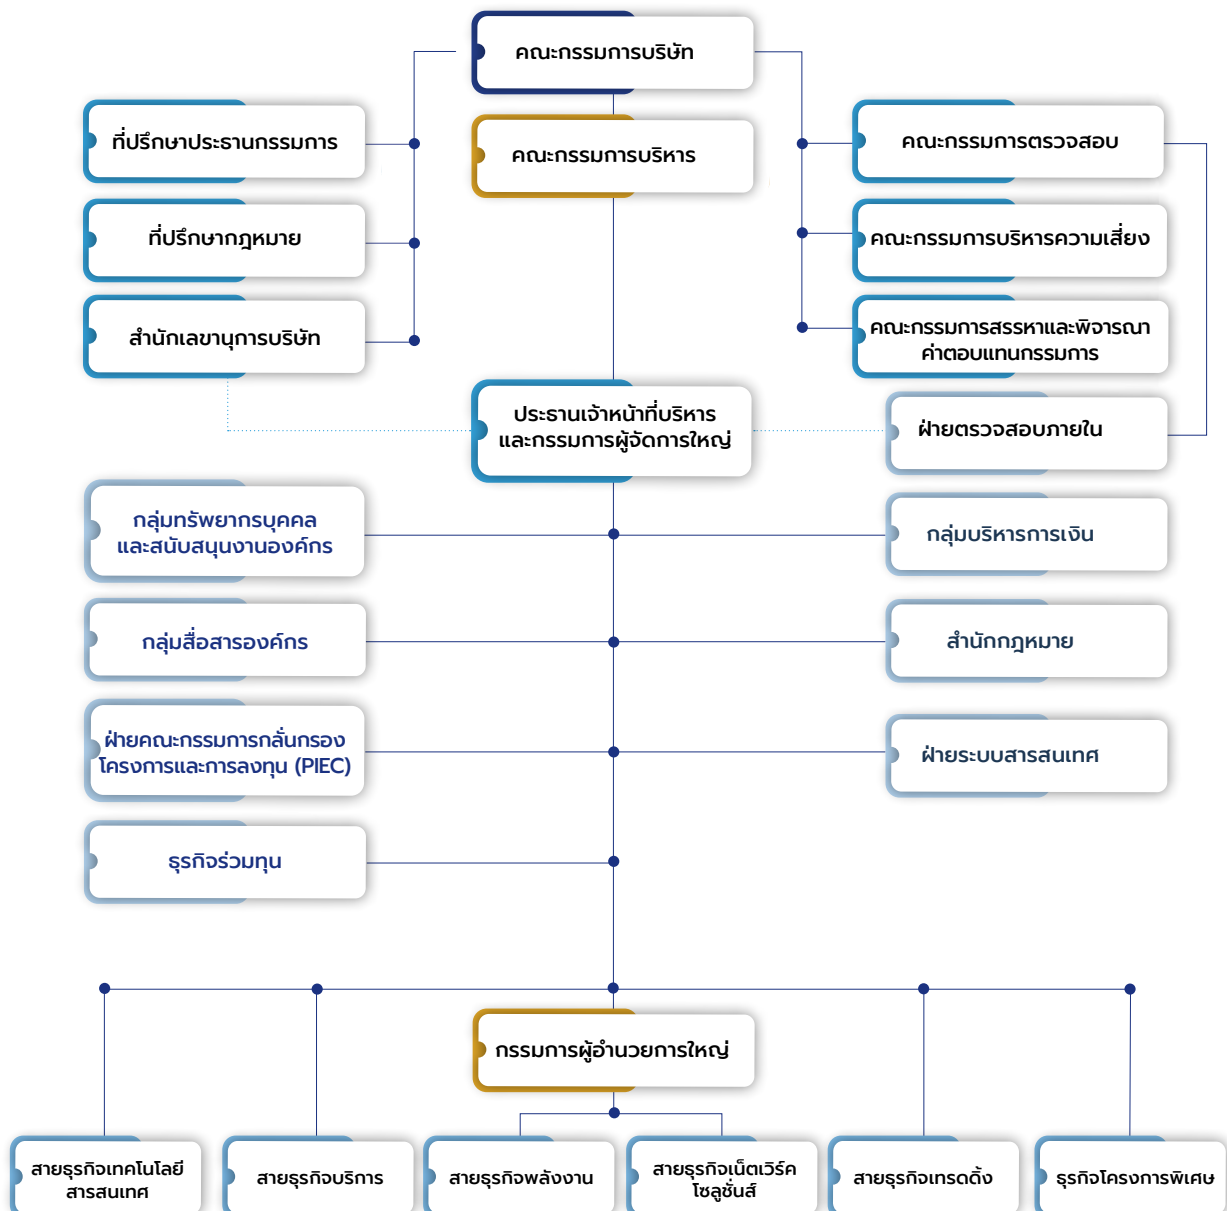 คณะกรรมการบริษัท
ที่ปรึกษาประธานกรรมการ
คณะกรรมการบริหาร
คณะกรรมการตรวจสอบ
ที่ปรึกษากฎหมาย
คณะกรรมการบริหารความเสี่ยง
สำนักเลขานุการบริษัท
คณะกรรมการสรรหาและพิจารณา
ค่าตอบแทนกรรมการ
ประธานเจ้าหน้าที่บริหาร
และกรรมการผู้จัดการใหญ่
ฝ่ายตรวจสอบภายใน
กลุ่มทรัพยากรบุคคล
และสนับสนุนงานองค์กร
กลุ่มบริหารการเงิน
กลุ่มสื่อสารองค์กร
สำนักกฎหมาย
ฝ่ายคณะกรรมการกลั่นกรอง
โครงการและการลงทุน (PIEC)
ฝ่ายระบบสารสนเทศ
ธุรกิจร่วมทุน
กรรมการผู้อำนวยการใหญ่
สายธุรกิจเทคโนโลยี
สารสนเทศ
สายธุรกิจบริการ
สายธุรกิจพลังงาน
สายธุรกิจเน็ตเวิร์ค
โซลูชั่นส์
สายธุรกิจเทรดดิ้ง
ธุรกิจโครงการพิเศษ